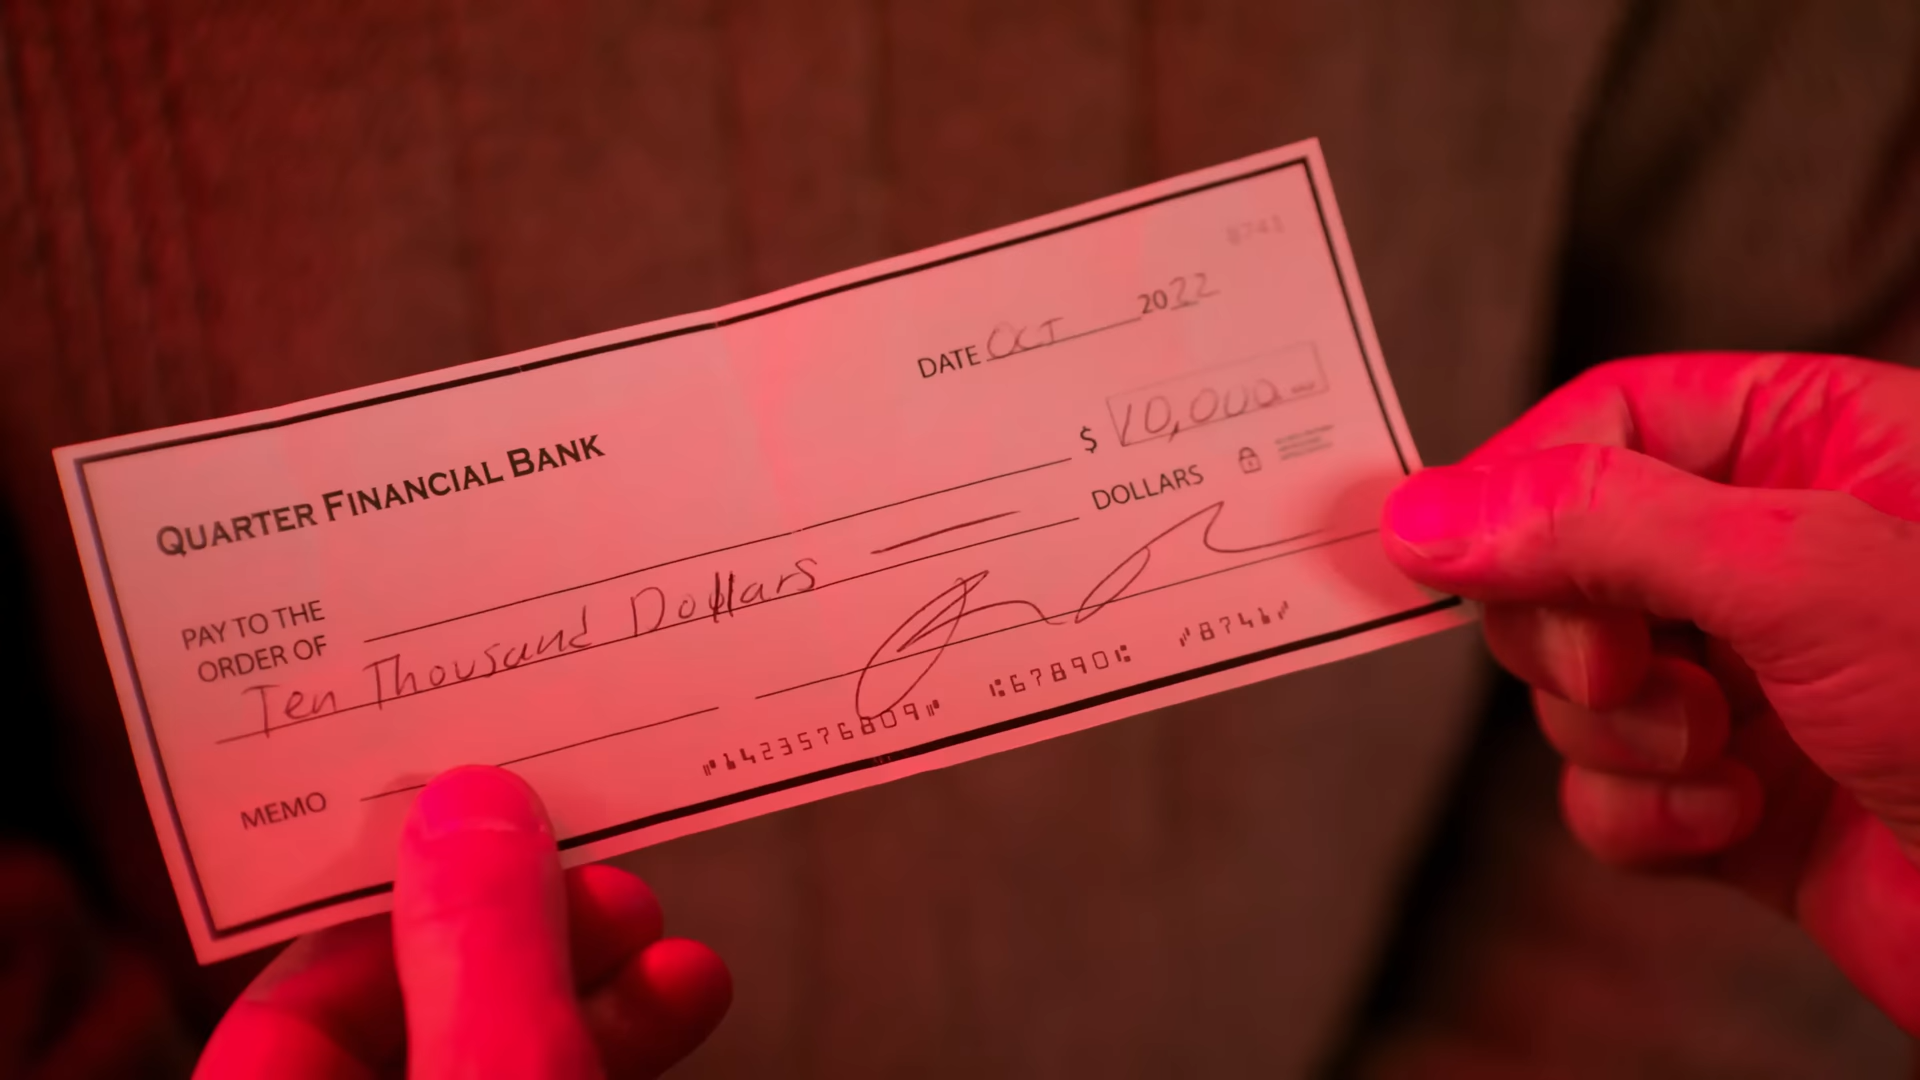 8741
DATE OCT 2022
QUARTER FINANCIAL BANK
$ 10,000
PAY TO THE
ORDER OF
Ten Thousand Dollars DOLLARS
MEMO
1423576809 67890 8741